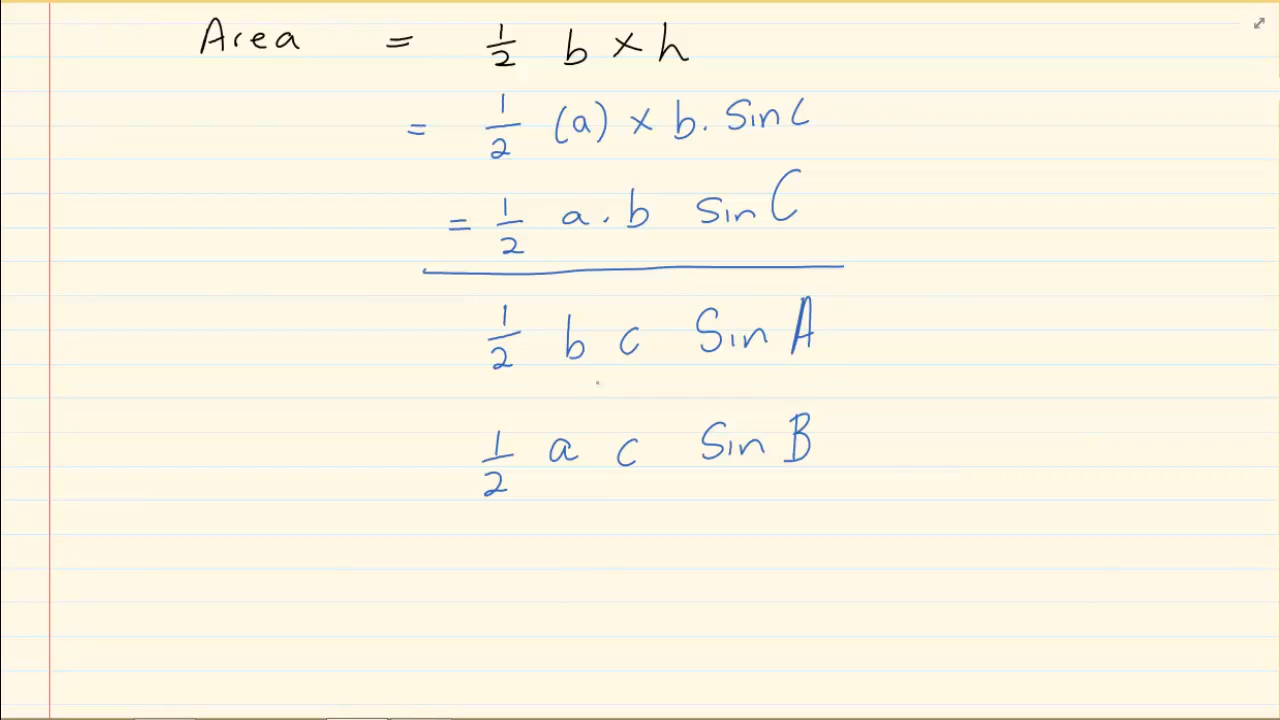 Area = 1/2 b × h
= 1/2 (a) × b. Sin C
= 1/2 a . b Sin C
1/2 b c Sin A
1/2 a c Sin B